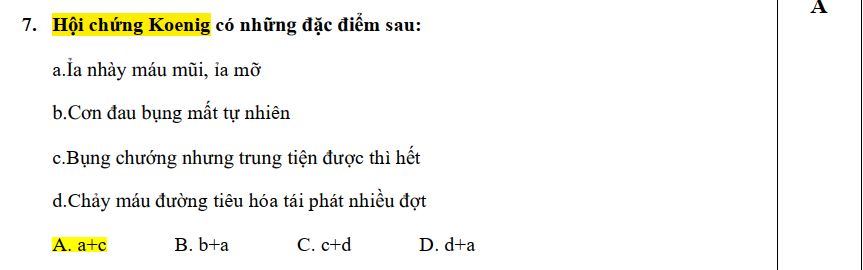 A
7. Hội chứng Koenig có những đặc điểm sau:
a.Ỉa nhày máu mũi, ỉa mỡ
b.Cơn đau bụng mất tự nhiên
c.Bụng chướng nhưng trung tiện được thì hết
d.Chảy máu đường tiêu hóa tái phát nhiều đợt
A. a+c B. b+a C. c+d D. d+a